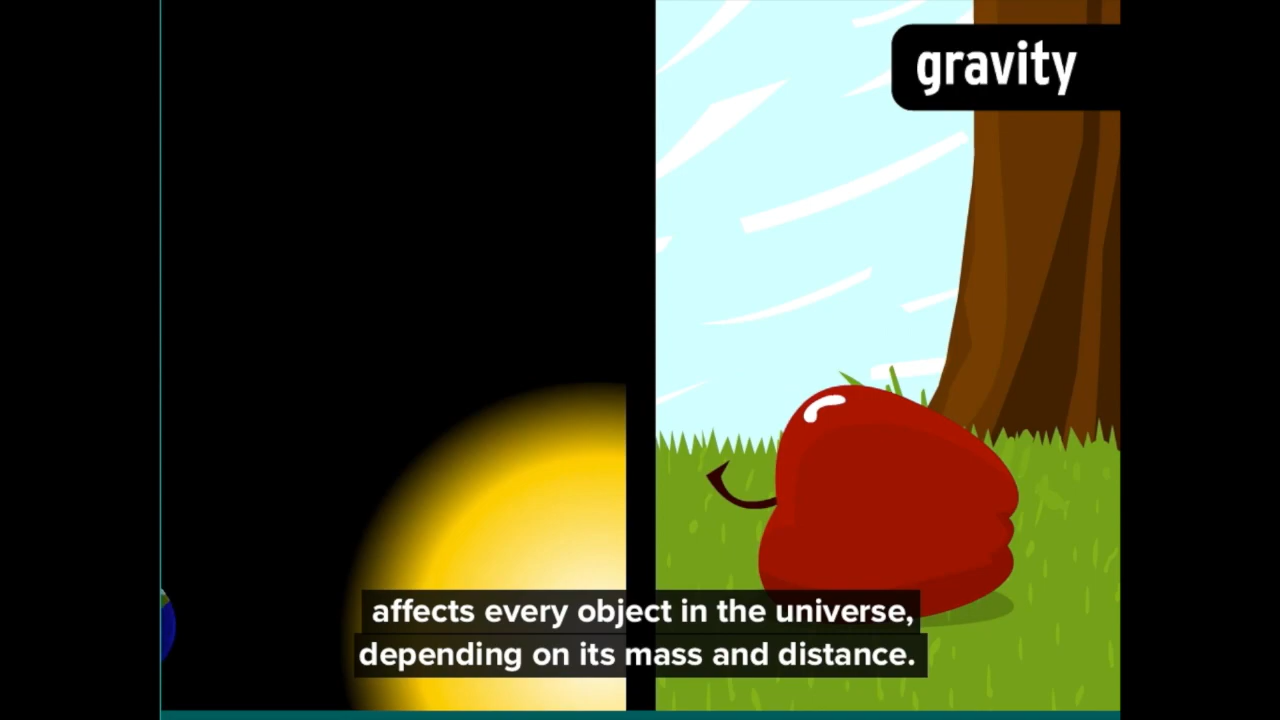 gravity
affects every object in the universe,
depending on its mass and distance.